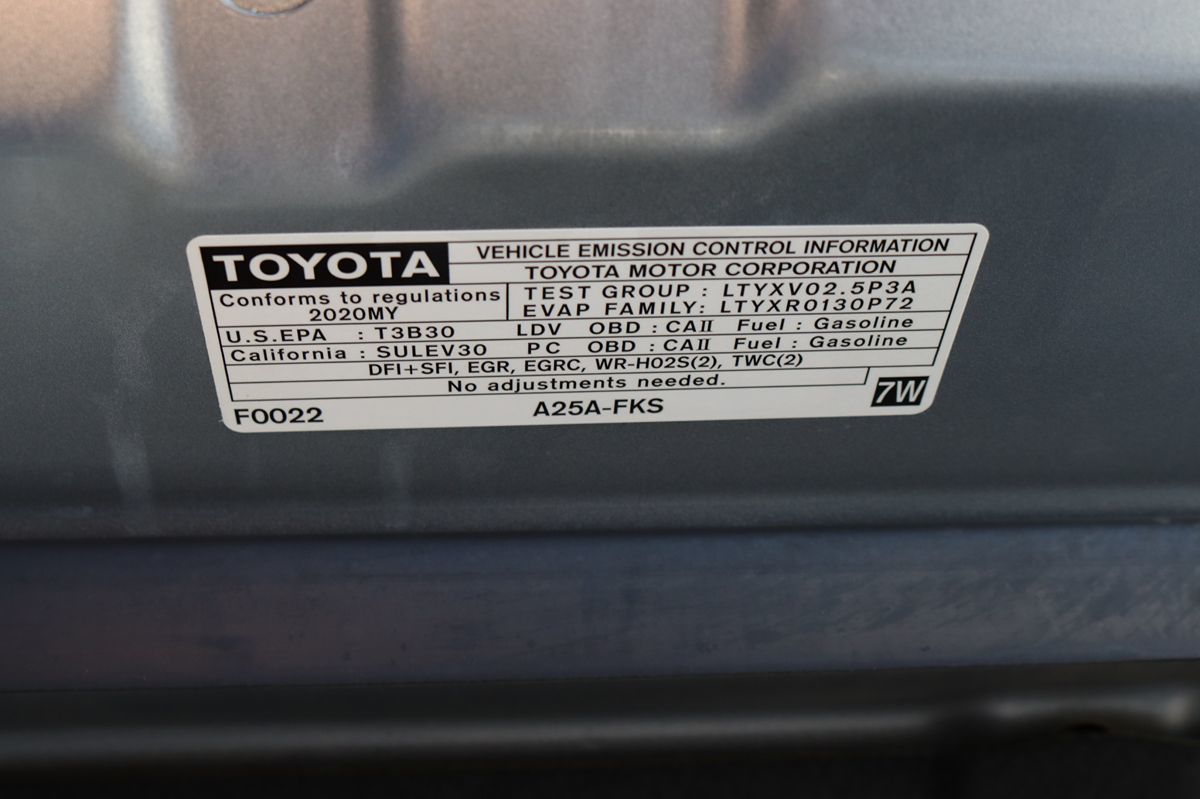 TOYOTA
VEHICLE EMISSION CONTROL INFORMATION
TOYOTA MOTOR CORPORATION
Conforms to regulations
2020MY
TEST GROUP : LTYXV02.5P3A
EVAP FAMILY: LTYXR0130P72
U.S.EPA : T3B30 LDV OBD : CAII Fuel : Gasoline
California : SULEV30 PC OBD : CAII Fuel : Gasoline
DFI+SFI, EGR, EGRC, WR-HO2S(2), TWC(2)
No adjustments needed.
F0022 A25A-FKS 7W